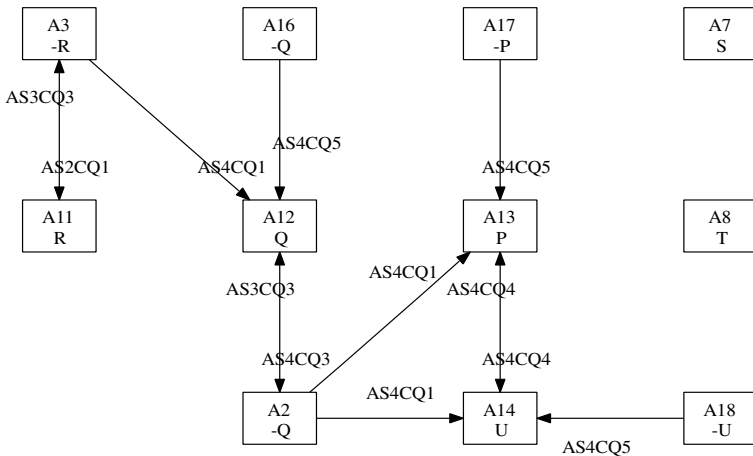 A3
-R
A16
-Q
A17
-P
A7
S
AS3CQ3
AS2CQ1
AS4CQ1
AS4CQ5
AS4CQ5
A11
R
A12
Q
A13
P
A8
T
AS3CQ3
AS4CQ1
AS4CQ4
AS4CQ3
AS4CQ4
A2
-Q
AS4CQ1
A14
U
AS4CQ5
A18
-U